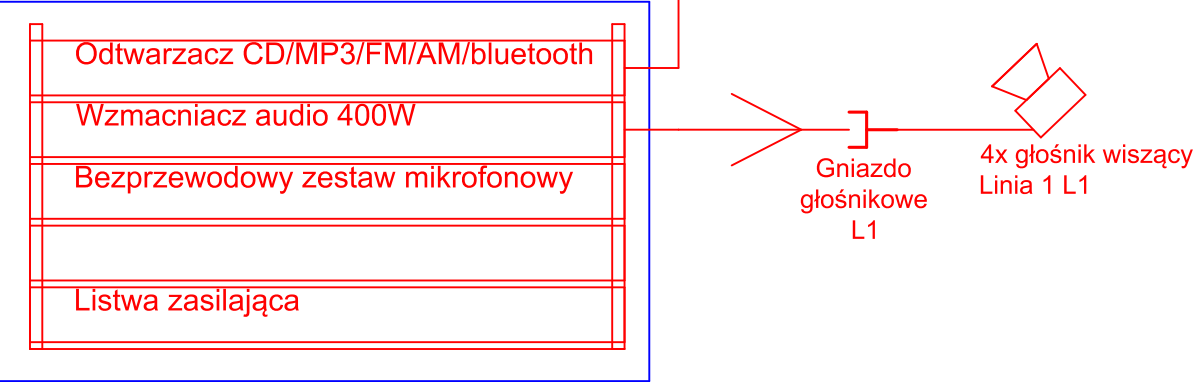 Odtwarzacz CD/MP3/FM/AM/bluetooth
Wzmacniacz audio 400W
Bezprzewodowy zestaw mikrofonowy
Listwa zasilająca
Gniazdo
głośnikowe
L1
4x głośnik wiszący
Linia 1 L1